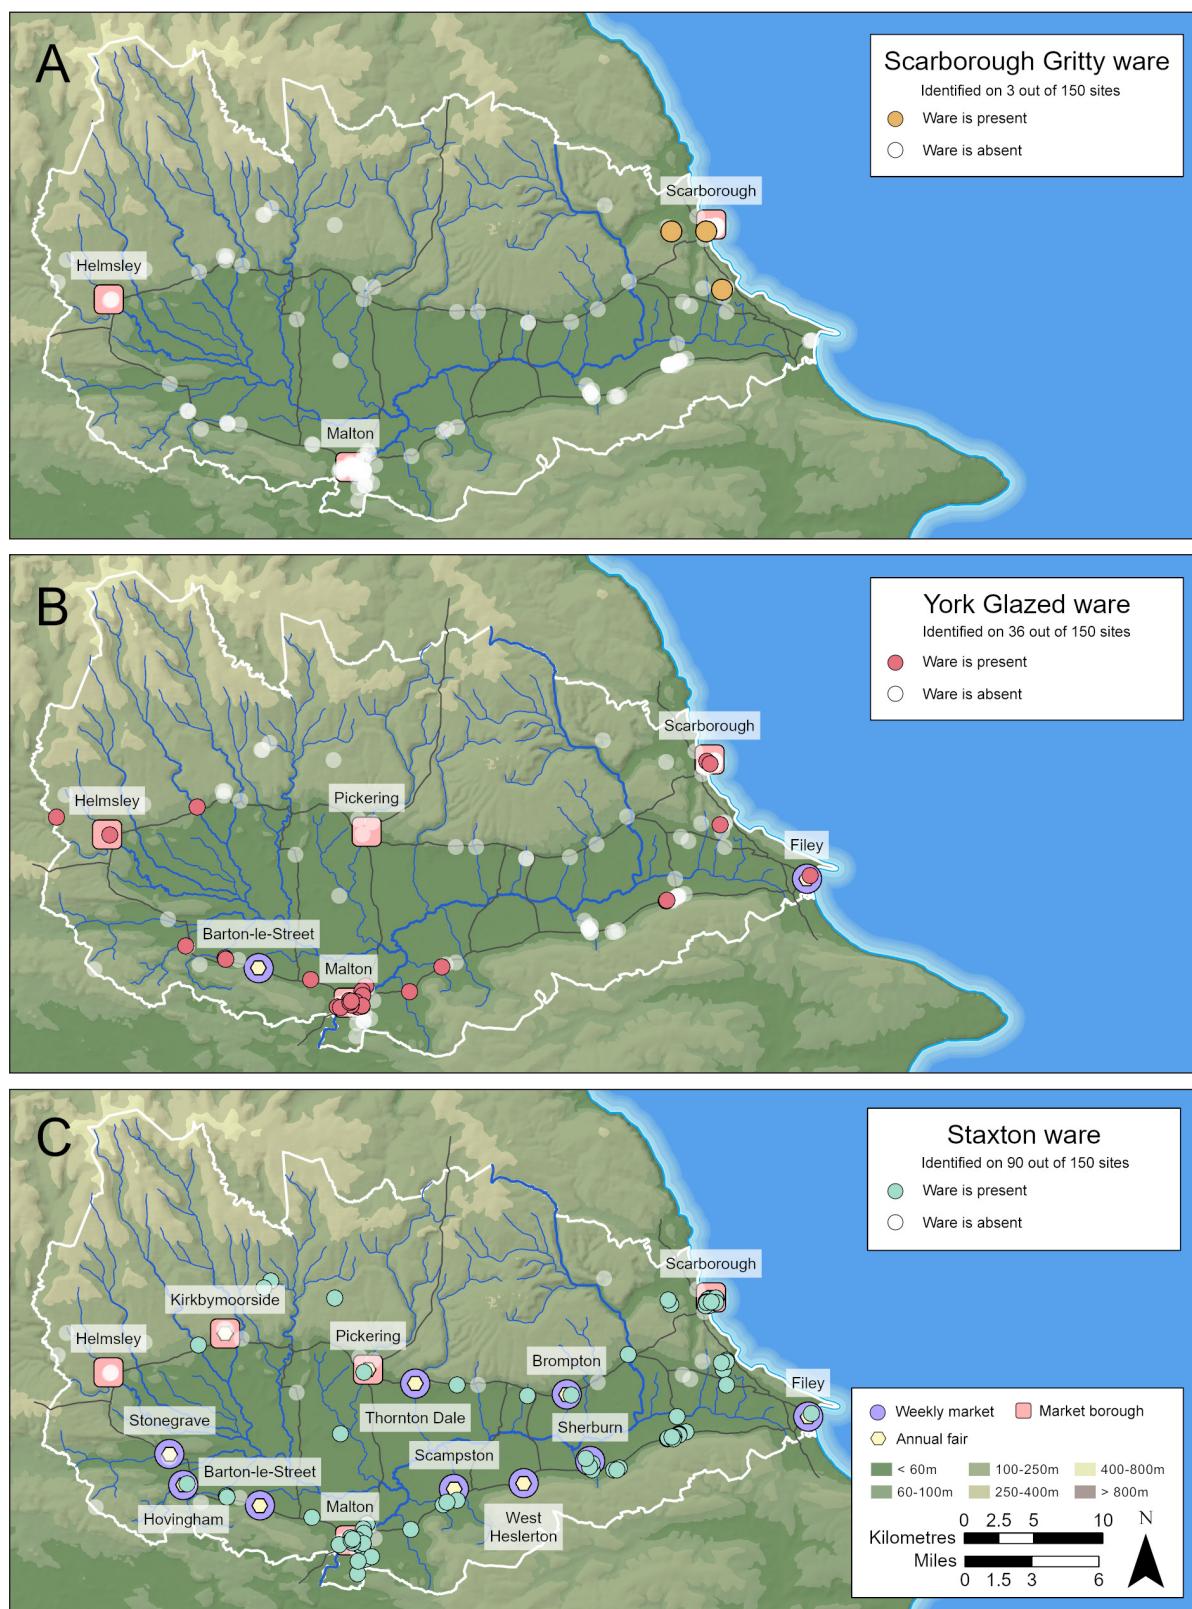 A
Scarborough Gritty ware
Identified on 3 out of 150 sites
Ware is present
Ware is absent
Scarborough
Helmsley
Malton
B
York Glazed ware
Identified on 36 out of 150 sites
Ware is present
Ware is absent
Scarborough
Helmsley
Pickering
Filey
Barton-le-Street
Malton
C
Staxton ware
Identified on 90 out of 150 sites
Ware is present
Ware is absent
Scarborough
Kirkbymoorside
Helmsley
Pickering
Brompton
Filey
Thornton Dale
Stonegrave
Sherburn
Scampston
Barton-le-Street
Malton
Hovingham
West
Heslerton
Weekly market
Market borough
Annual fair
< 60m
100-250m
400-800m
60-100m
250-400m
> 800m
N
0 2.5 5 10
Kilometres
Miles
0 1.5 3 6